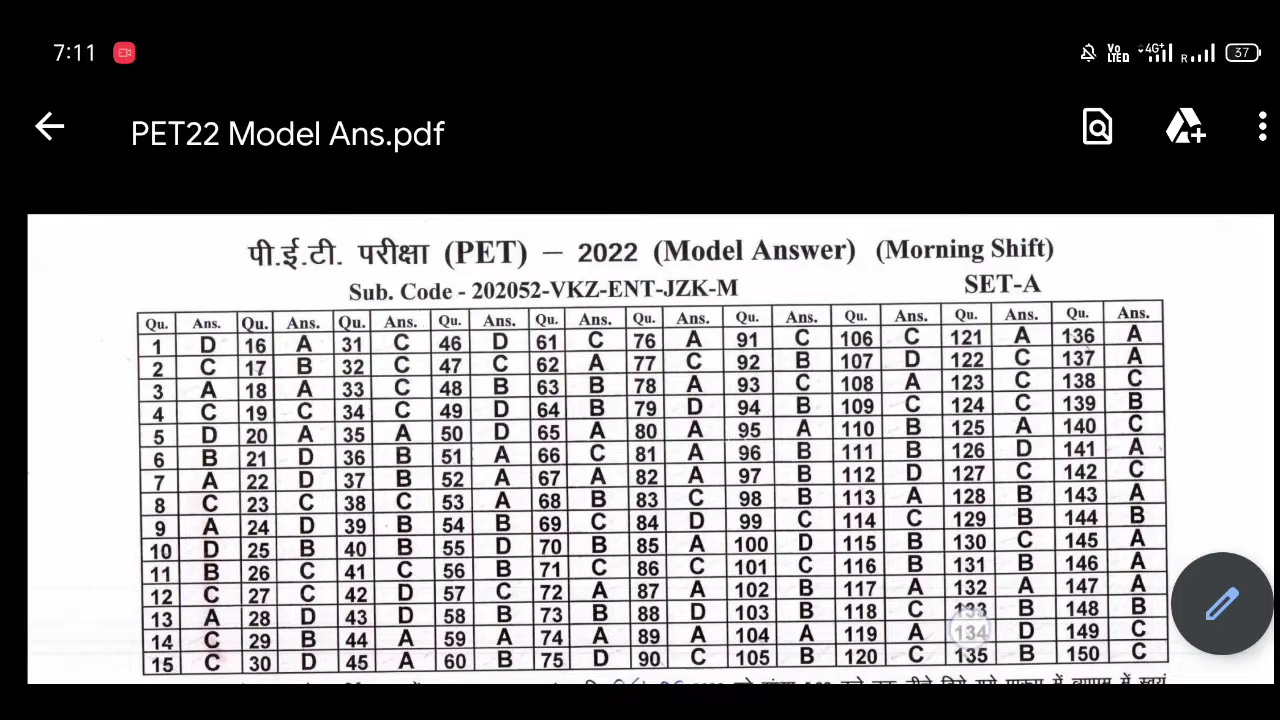 7:11
Vo LTE 4G+ R 37
PET22 Model Ans.pdf
पी.ई.टी. परीक्षा (PET) – 2022 (Model Answer) (Morning Shift)
Sub. Code - 202052-VKZ-ENT-JZK-M SET-A
Qu. Ans. Qu. Ans. Qu. Ans. Qu. Ans. Qu. Ans. Qu. Ans. Qu. Ans. Qu. Ans. Qu. Ans. Qu. Ans.
1 D 16 A 31 C 46 D 61 C 76 A 91 C 106 C 121 A 136 A
2 C 17 B 32 C 47 C 62 A 77 C 92 B 107 D 122 C 137 A
3 A 18 A 33 C 48 B 63 B 78 A 93 C 108 A 123 C 138 C
4 C 19 C 34 C 49 D 64 B 79 D 94 B 109 C 124 C 139 B
5 D 20 A 35 A 50 D 65 A 80 A 95 A 110 B 125 A 140 C
6 B 21 D 36 B 51 A 66 C 81 A 96 B 111 B 126 D 141 A
7 A 22 D 37 B 52 A 67 A 82 A 97 B 112 D 127 C 142 C
8 C 23 C 38 C 53 A 68 B 83 C 98 B 113 A 128 B 143 A
9 A 24 D 39 B 54 B 69 C 84 D 99 C 114 C 129 B 144 B
10 D 25 B 40 B 55 D 70 B 85 A 100 D 115 B 130 C 145 A
11 B 26 C 41 C 56 B 71 C 86 C 101 C 116 B 131 B 146 A
12 C 27 C 42 D 57 C 72 A 87 A 102 B 117 A 132 A 147 A
13 A 28 D 43 D 58 B 73 B 88 D 103 B 118 C 133 B 148 B
14 C 29 B 44 A 59 A 74 A 89 A 104 A 119 A 134 D 149 C
15 C 30 D 45 A 60 B 75 D 90 C 105 B 120 C 135 B 150 C